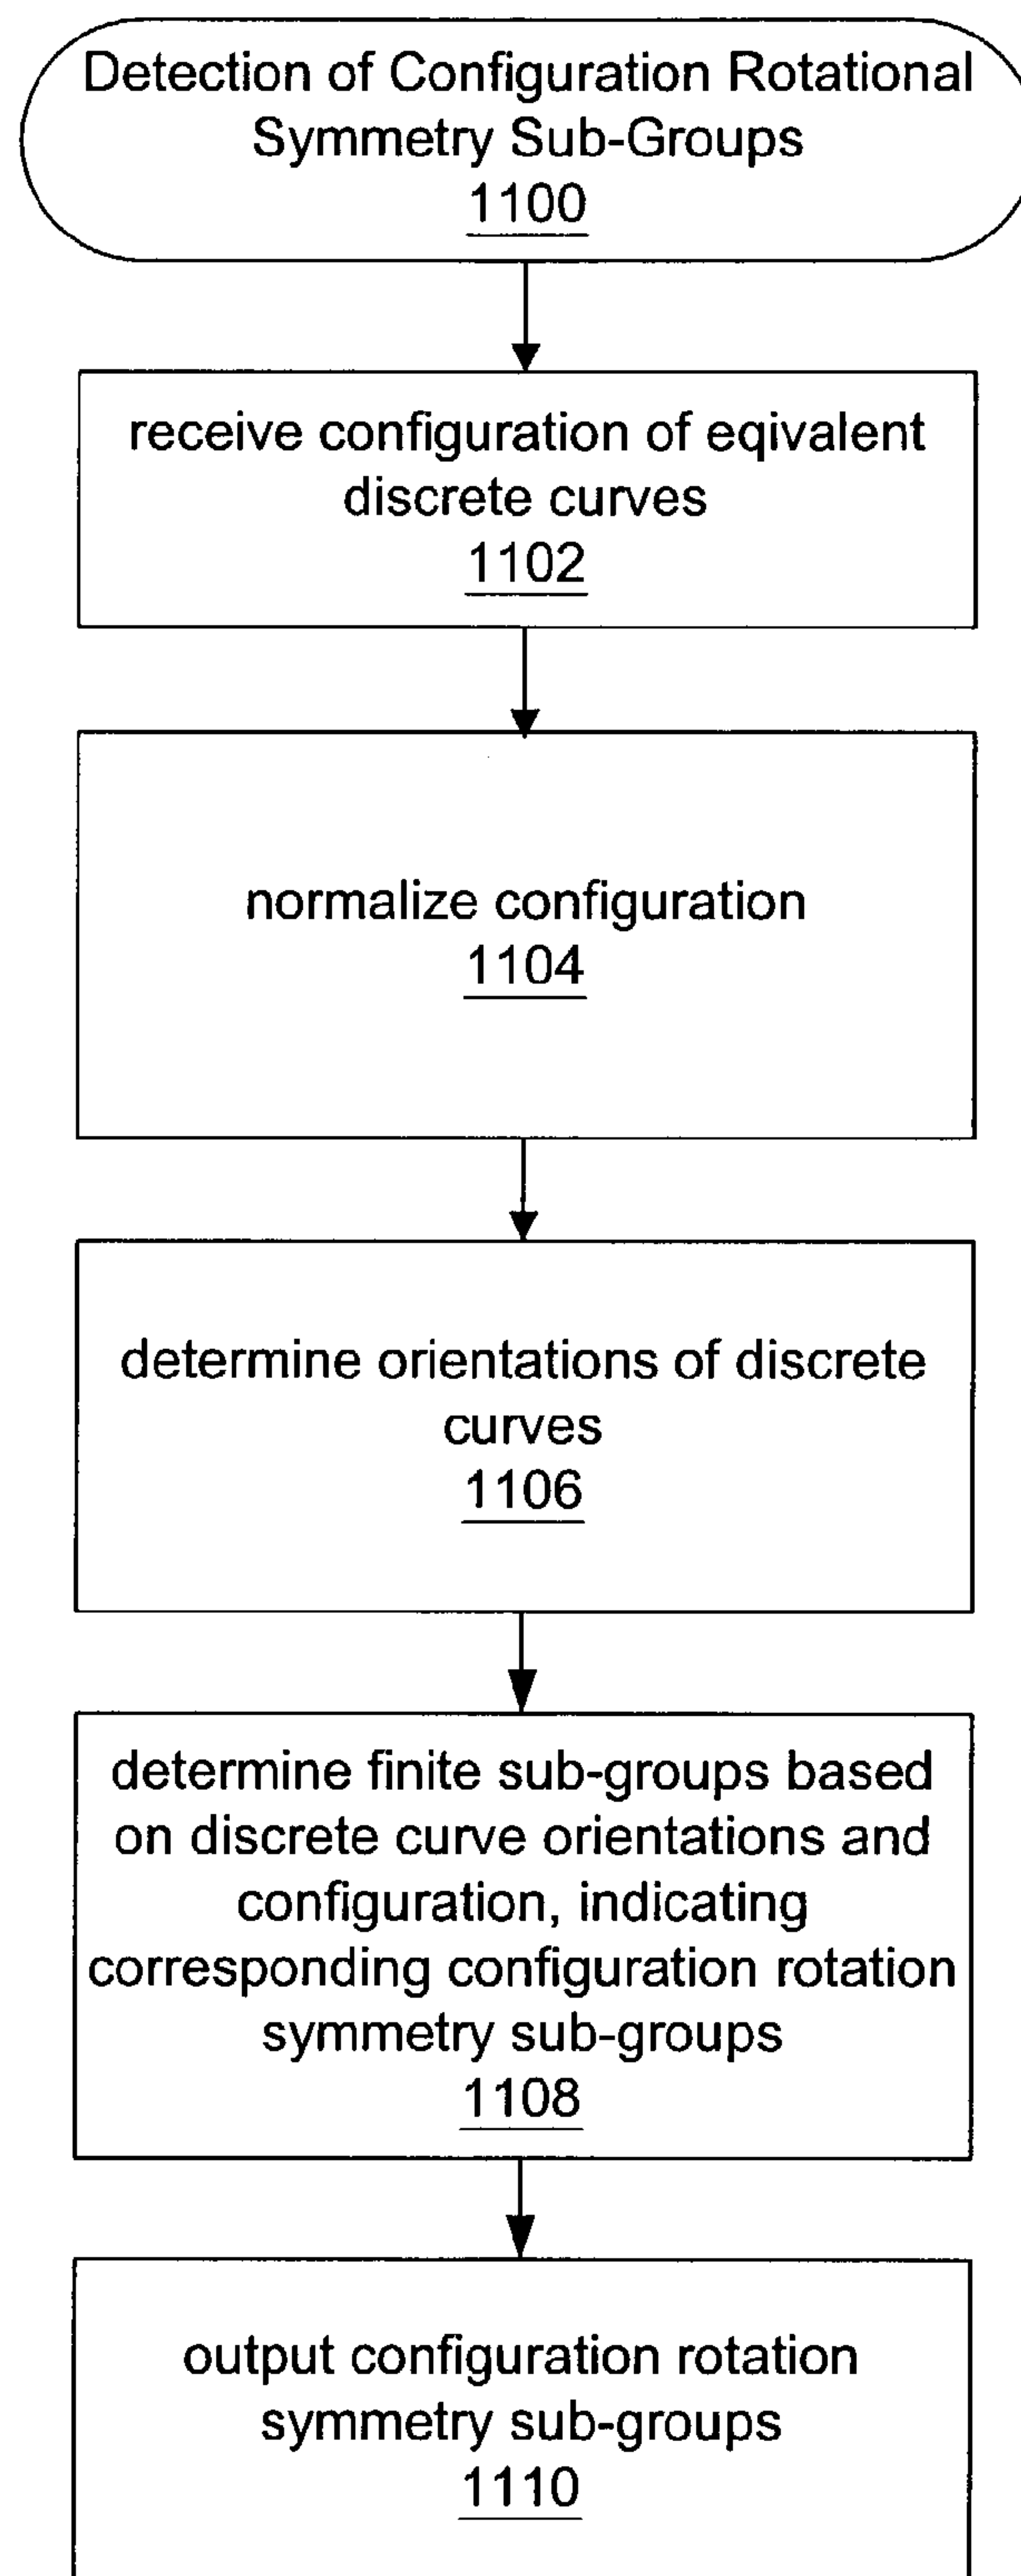 Detection of Configuration Rotational
Symmetry Sub-Groups
1100
receive configuration of eqivalent
discrete curves
1102
normalize configuration
1104
determine orientations of discrete
curves
1106
determine finite sub-groups based
on discrete curve orientations and
configuration, indicating
corresponding configuration rotation
symmetry sub-groups
1108
output configuration rotation
symmetry sub-groups
1110